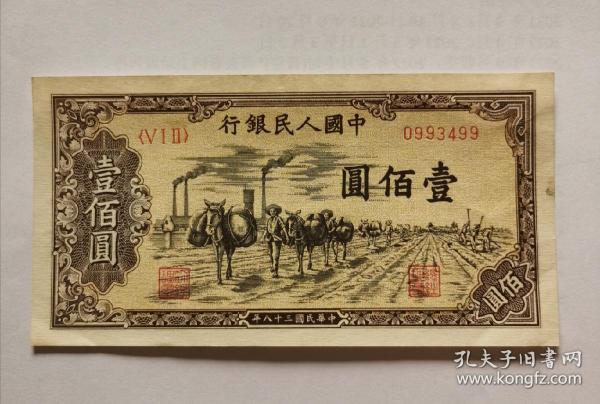 行銀民人國中
〈VIII〉
0993499
圓佰壹
壹佰圓
佰圓
年八十三國民華中
孔夫子旧书网
www.kongfz.com